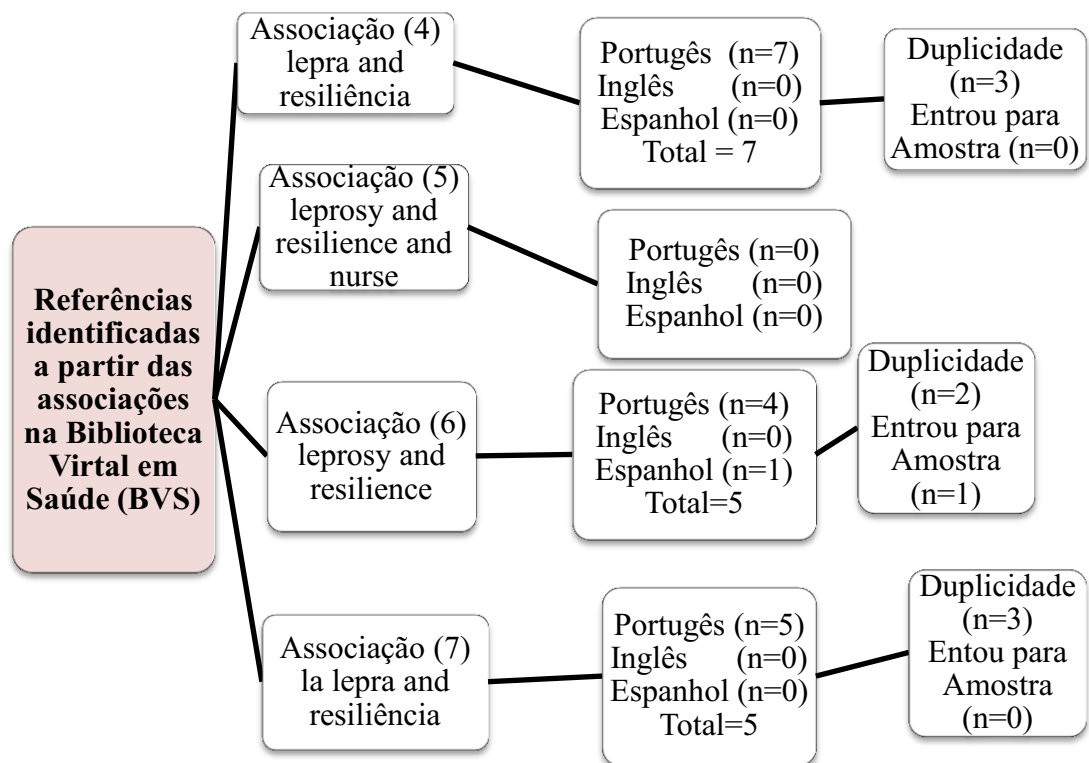 Referências
identificadas
a partir das
associações
na Biblioteca
Virtal em
Saúde (BVS)
Associação (4)
lepra and
resiliência
Portugês (n=7)
Inglês (n=0)
Espanhol (n=0)
Total = 7
Duplicidade
(n=3)
Entrou para
Amostra (n=0)
Associação (5)
leprosy and
resilience and
nurse
Portugês (n=0)
Inglês (n=0)
Espanhol (n=0)
Associação (6)
leprosy and
resilience
Portugês (n=4)
Inglês (n=0)
Espanhol (n=1)
Total=5
Duplicidade
(n=2)
Entrou para
Amostra
(n=1)
Associação (7)
la lepra and
resiliência
Portugês (n=5)
Inglês (n=0)
Espanhol (n=0)
Total=5
Duplicidade
(n=3)
Entou para
Amostra
(n=0)